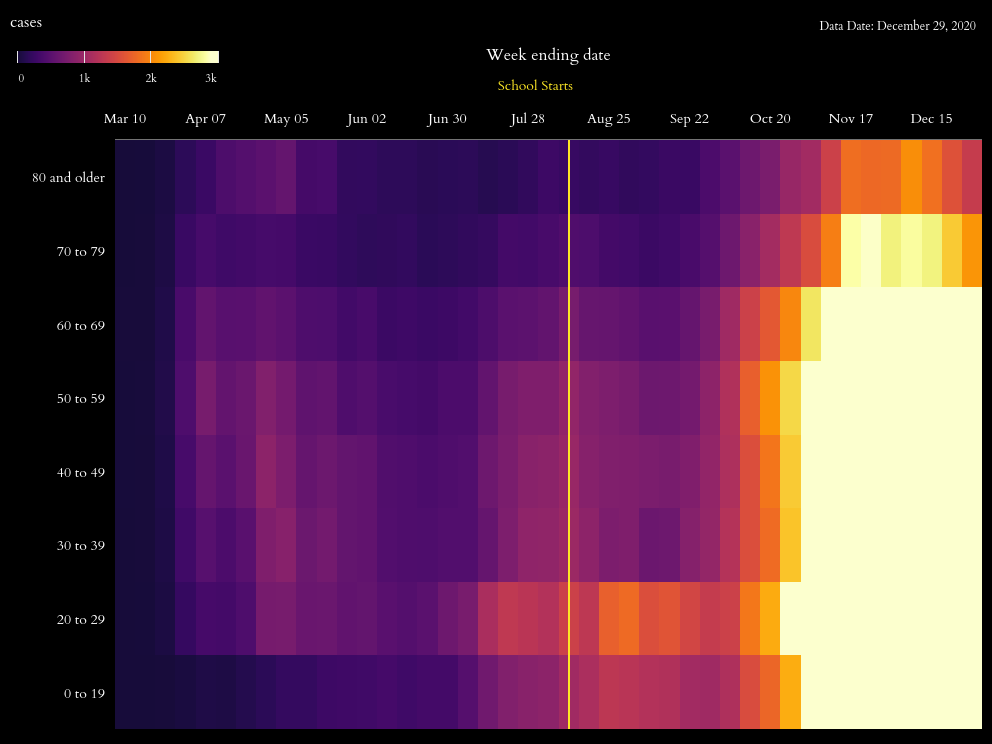 cases
Data Date: December 29, 2020
0 1k 2k 3k
Week ending date
School Starts
Mar 10 Apr 07 May 05 Jun 02 Jun 30 Jul 28 Aug 25 Sep 22 Oct 20 Nov 17 Dec 15
80 and older
70 to 79
60 to 69
50 to 59
40 to 49
30 to 39
20 to 29
0 to 19